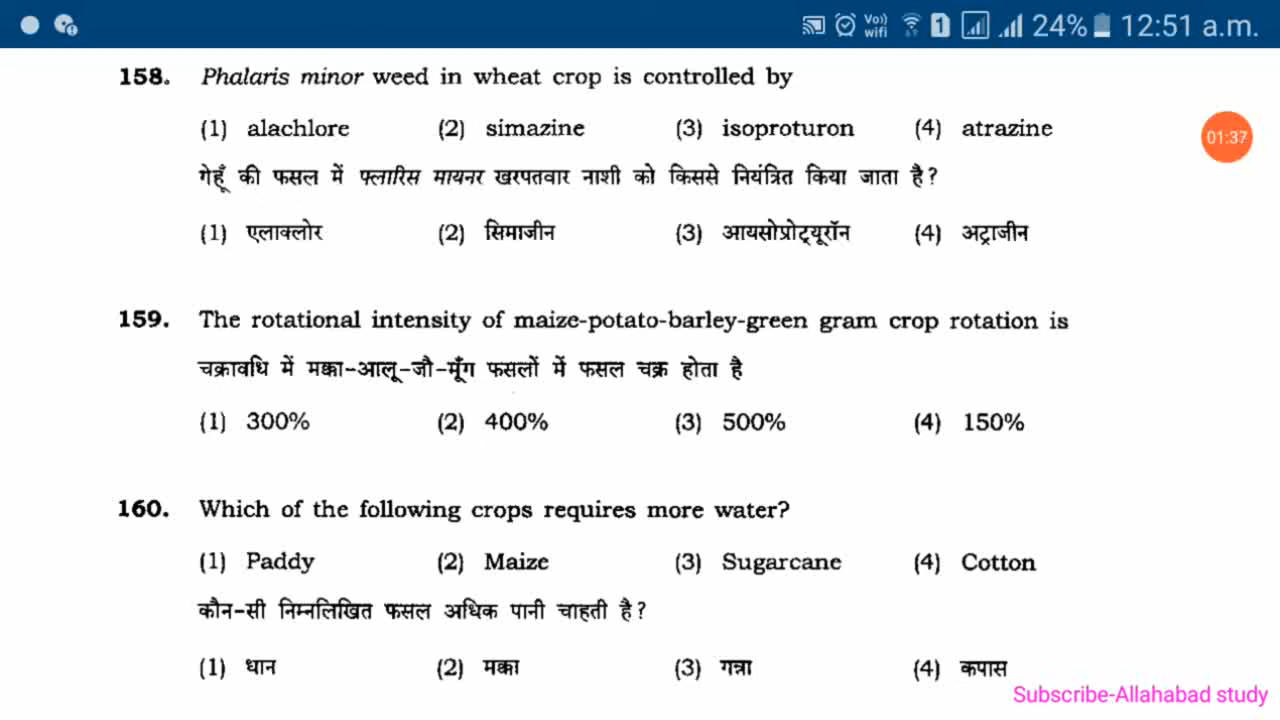 Vo)) wifi 1 24% 12:51 a.m.
158. Phalaris minor weed in wheat crop is controlled by
(1) alachlore (2) simazine (3) isoproturon (4) atrazine
01:37
गेहूँ की फसल में फ्लारिस मायनर खरपतवार नाशी को किससे नियंत्रित किया जाता है?
(1) एलाक्लोर (2) सिमाजीन (3) आयसोप्रोट्यूरॉन (4) अट्राजीन
159. The rotational intensity of maize-potato-barley-green gram crop rotation is
चक्रावधि में मक्का-आलू-जौ-मूँग फसलों में फसल चक्र होता है
(1) 300% (2) 400% (3) 500% (4) 150%
160. Which of the following crops requires more water?
(1) Paddy (2) Maize (3) Sugarcane (4) Cotton
कौन-सी निम्नलिखित फसल अधिक पानी चाहती है?
(1) धान (2) मक्का (3) गन्ना (4) कपास
Subscribe-Allahabad study